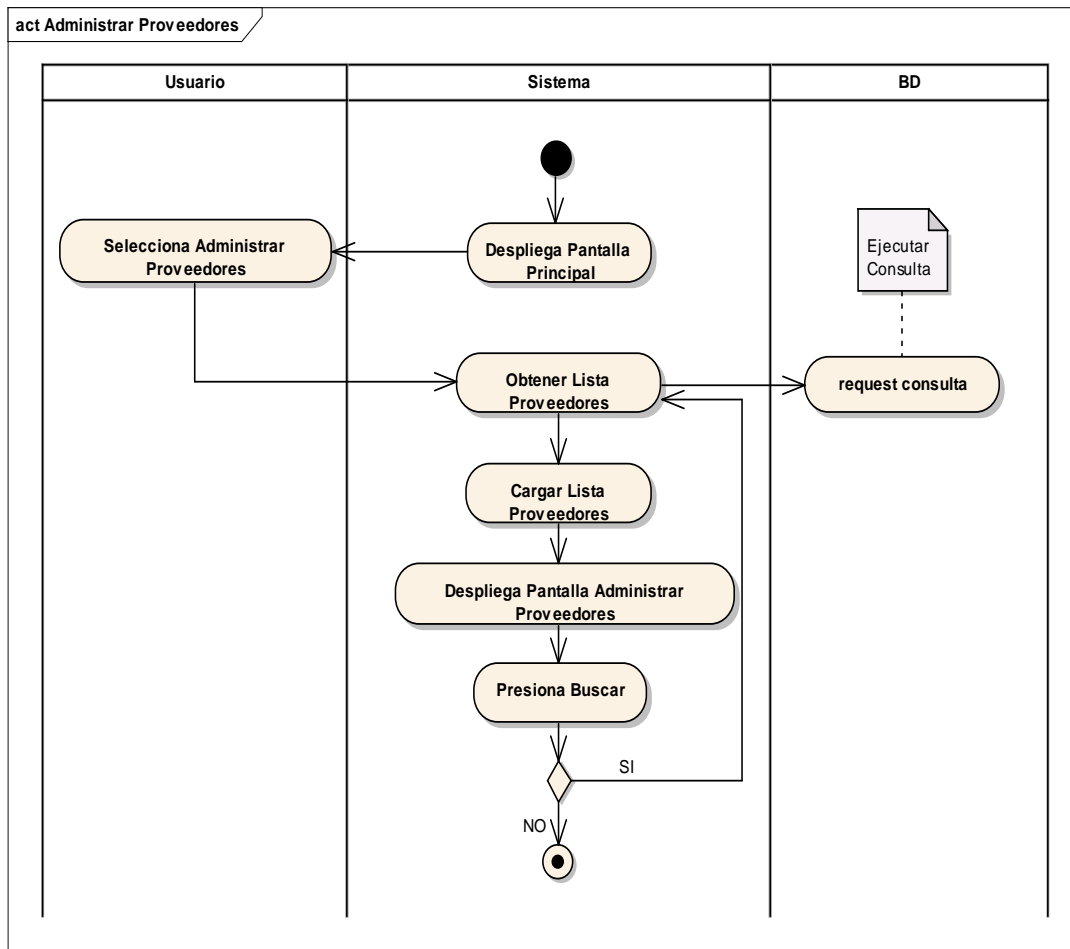 act Administrar Proveedores
Usuario
Sistema
BD
Selecciona Administrar
Proveedores
Despliega Pantalla
Principal
Ejecutar
Consulta
Obtener Lista
Proveedores
request consulta
Cargar Lista
Proveedores
Despliega Pantalla Administrar
Proveedores
Presiona Buscar
SI
NO